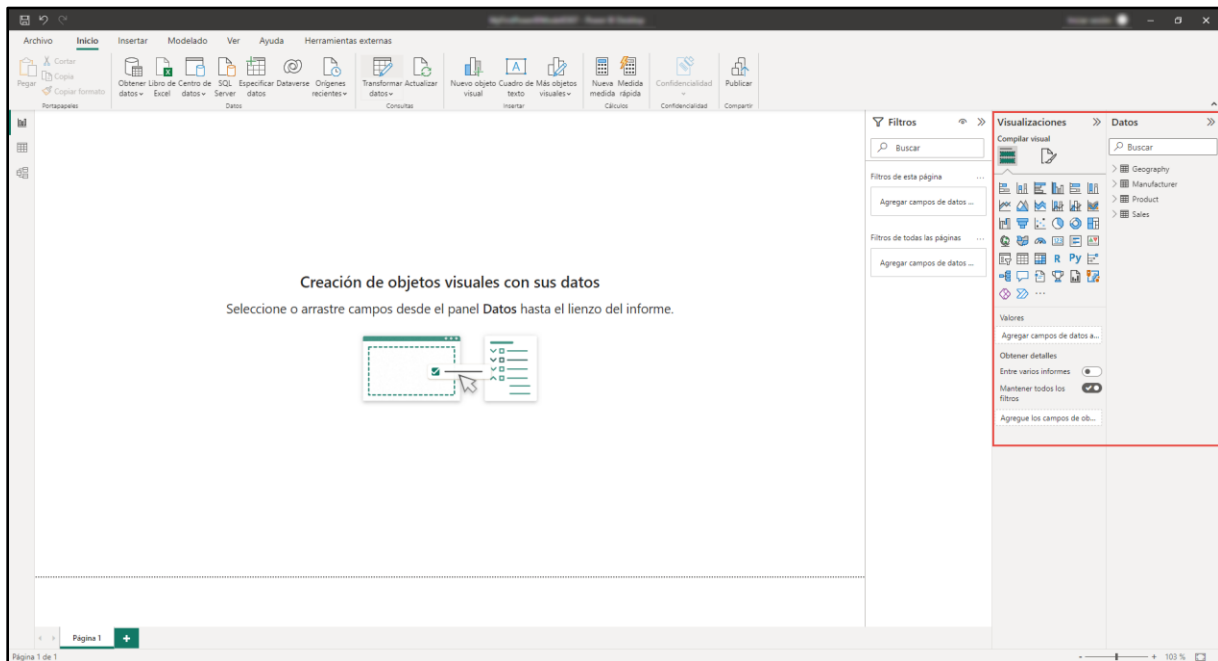 Archivo Inicio Insertar Modelado Ver Ayuda Herramientas externas
Pegar
Cortar
Copia
Copiar formato
Portapapeles
Obtener datos
Libro de Excel
Centro de datos
SQL Server
Especificar datos
Dataverse
Orígenes recientes
Datos
Transformar datos
Actualizar
Consultas
Nuevo objeto visual
Cuadro de texto
Más objetos visuales
Insertar
Nueva medida
Medida rápida
Cálculos
Confidencialidad
Confidencialidad
Publicar
Compartir
Creación de objetos visuales con sus datos
Seleccione o arrastre campos desde el panel Datos hasta el lienzo del informe.
Filtros
Buscar
Filtros de esta página ...
Agregar campos de datos ...
Filtros de todas las páginas ...
Agregar campos de datos ...
Visualizaciones
Compilar visual
R Py
...
Valores
Agregar campos de datos a...
Obtener detalles
Entre varios informes
Mantener todos los
filtros
Agregue los campos de ob...
Datos
Buscar
Geography
Manufacturer
Product
Sales
Página 1
Página 1 de 1
103 %